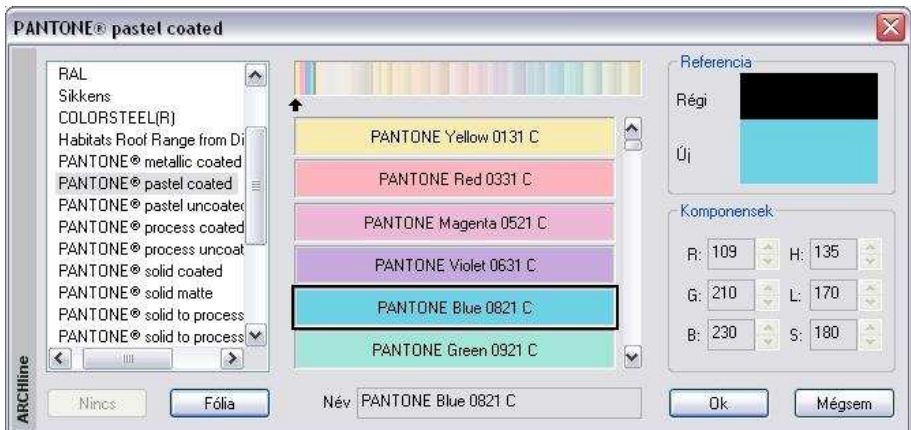 PANTONE® pastel coated
ARCHline
RAL
Sikkens
COLORSTEEL(R)
Habitats Roof Range from Di
PANTONE® metallic coated
PANTONE® pastel coated
PANTONE® pastel uncoated
PANTONE® process coated
PANTONE® process uncoat
PANTONE® solid coated
PANTONE® solid matte
PANTONE® solid to process
PANTONE® solid to process
Nincs
Fólia
PANTONE Yellow 0131 C
PANTONE Red 0331 C
PANTONE Magenta 0521 C
PANTONE Violet 0631 C
PANTONE Blue 0821 C
PANTONE Green 0921 C
Név PANTONE Blue 0821 C
Referencia
Régi
Új
Komponensek
R: 109 H: 135
G: 210 L: 170
B: 230 S: 180
Ok
Mégsem